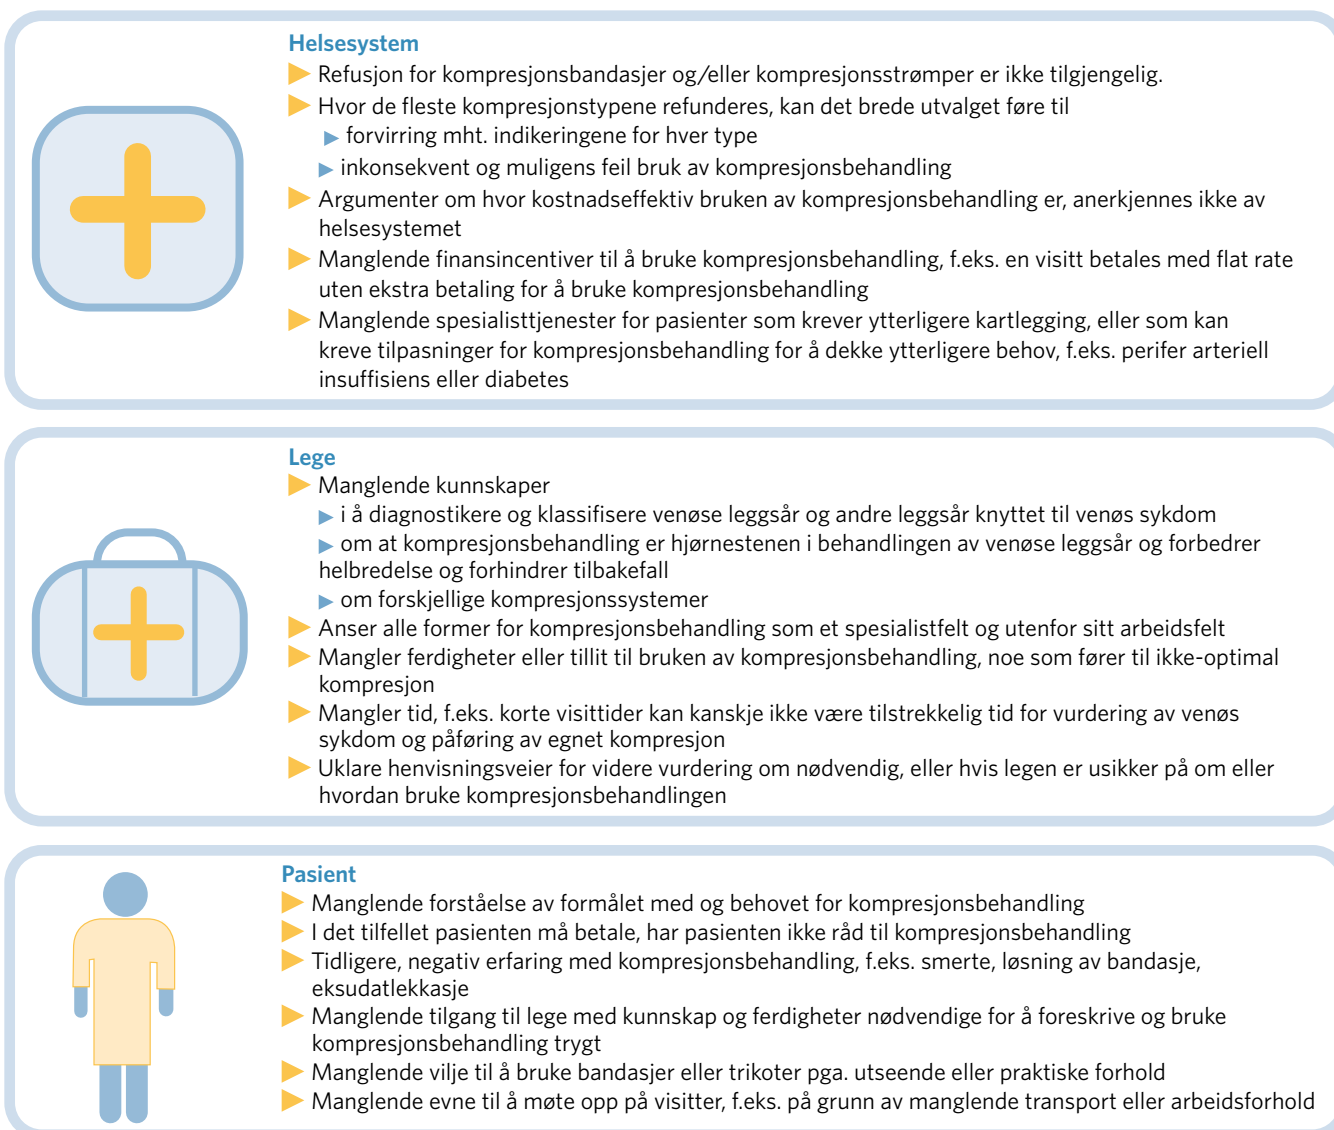 Helsesystem
Refusjon for kompresjonsbandasjer og/eller kompresjonsstrømper er ikke tilgjengelig.
Hvor de fleste kompresjonstypene refunderes, kan det brede utvalget føre til
forvirring mht. indikeringene for hver type
inkonsekvent og muligens feil bruk av kompresjonsbehandling
Argumenter om hvor kostnadseffektiv bruken av kompresjonsbehandling er, anerkjennes ikke av
helsesystemet
Manglende finansincentiver til å bruke kompresjonsbehandling, f.eks. en visitt betales med flat rate
uten ekstra betaling for å bruke kompresjonsbehandling
Manglende spesialisttjenester for pasienter som krever ytterligere kartlegging, eller som kan
kreve tilpasninger for kompresjonsbehandling for å dekke ytterligere behov, f.eks. perifer arteriell
insuffisiens eller diabetes
Lege
Manglende kunnskaper
i å diagnostikere og klassifisere venøse leggsår og andre leggsår knyttet til venøs sykdom
om at kompresjonsbehandling er hjørnestenen i behandlingen av venøse leggsår og forbedrer
helbredelse og forhindrer tilbakefall
om forskjellige kompresjonssystemer
Anser alle former for kompresjonsbehandling som et spesialistfelt og utenfor sitt arbeidsfelt
Mangler ferdigheter eller tillit til bruken av kompresjonsbehandling, noe som fører til ikke-optimal
kompresjon
Mangler tid, f.eks. korte visittider kan kanskje ikke være tilstrekkelig tid for vurdering av venøs
sykdom og påføring av egnet kompresjon
Uklare henvisningsveier for videre vurdering om nødvendig, eller hvis legen er usikker på om eller
hvordan bruke kompresjonsbehandlingen
Pasient
Manglende forståelse av formålet med og behovet for kompresjonsbehandling
I det tilfellet pasienten må betale, har pasienten ikke råd til kompresjonsbehandling
Tidligere, negativ erfaring med kompresjonsbehandling, f.eks. smerte, løsning av bandasje,
eksudatlekkasje
Manglende tilgang til lege med kunnskap og ferdigheter nødvendige for å foreskrive og bruke
kompresjonsbehandling trygt
Manglende vilje til å bruke bandasjer eller trikoter pga. utseende eller praktiske forhold
Manglende evne til å møte opp på visitter, f.eks. på grunn av manglende transport eller arbeidsforhold